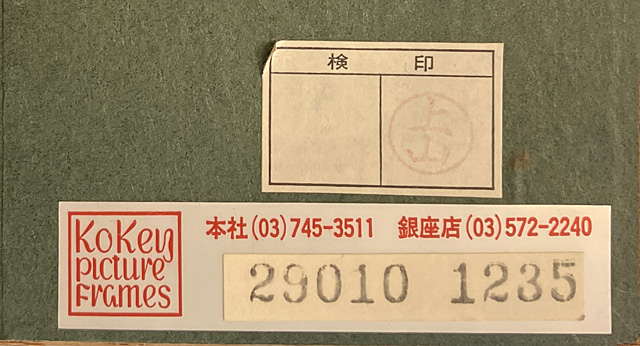 検 印
上
山
KoKey
picture
Frames
本社(03)745-3511 銀座店(03)572-2240
29010 1235